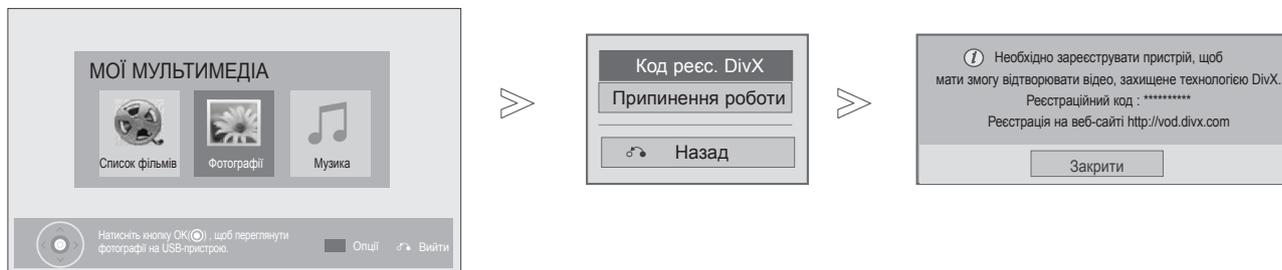 МОЇ МУЛЬТИМЕДІА
Список фільмів
Фотографії
Музика
Натисніть кнопку OK(◉) , щоб переглянути
фотографії на USB-пристрою.
Опції
Вийти
Код реєс. DivX
Припинення роботи
Назад
Необхідно зареєструвати пристрій, щоб
мати змогу відтворювати відео, захищене технологією DivX.
Реєстраційний код : **********
Реєстрація на веб-сайті http://vod.divx.com
Закрити